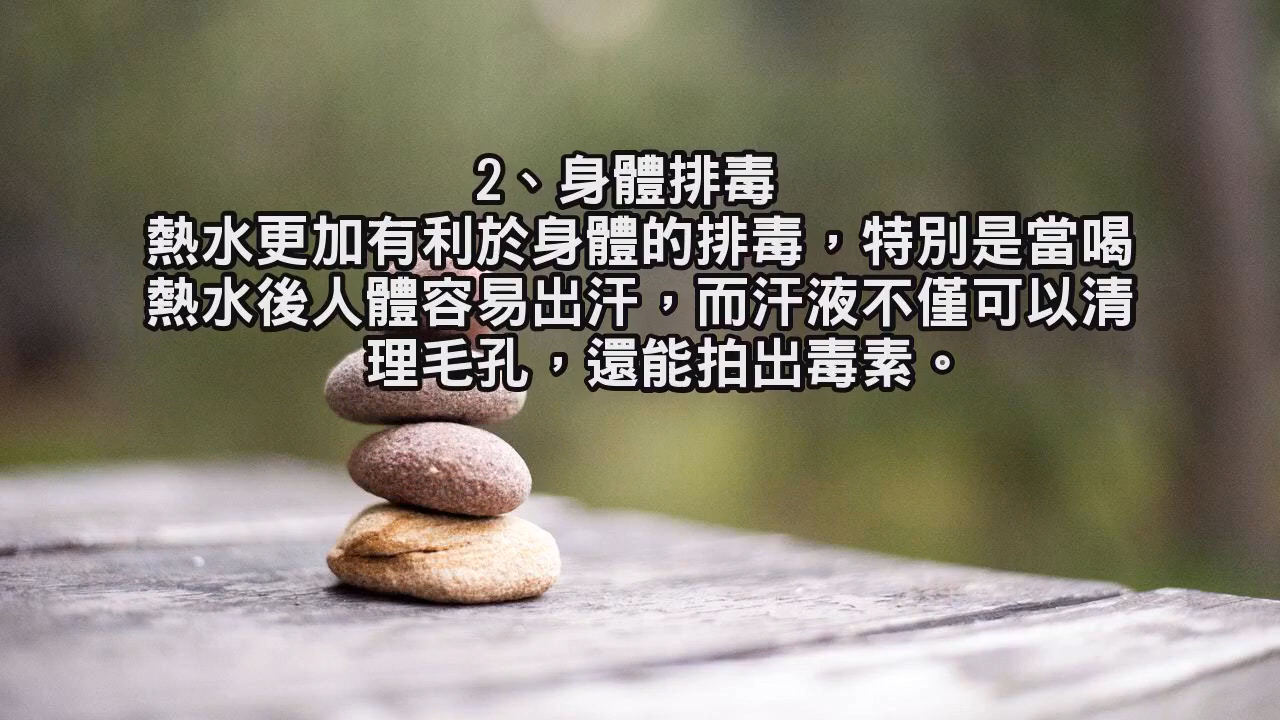 2、身體排毒
熱水更加有利於身體的排毒，特別是當喝
熱水後人體容易出汗，而汗液不僅可以清
理毛孔，還能拍出毒素。